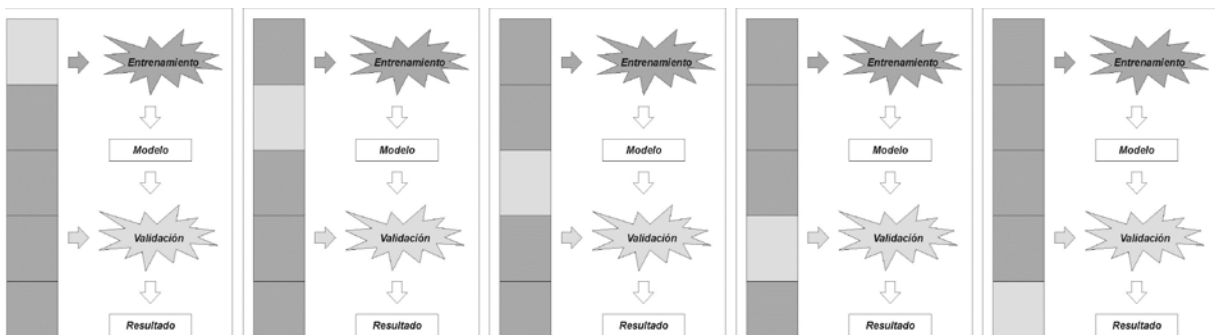 Entrenamiento
Modelo
Validación
Resultado
Entrenamiento
Modelo
Validación
Resultado
Entrenamiento
Modelo
Validación
Resultado
Entrenamiento
Modelo
Validación
Resultado
Entrenamiento
Modelo
Validación
Resultado